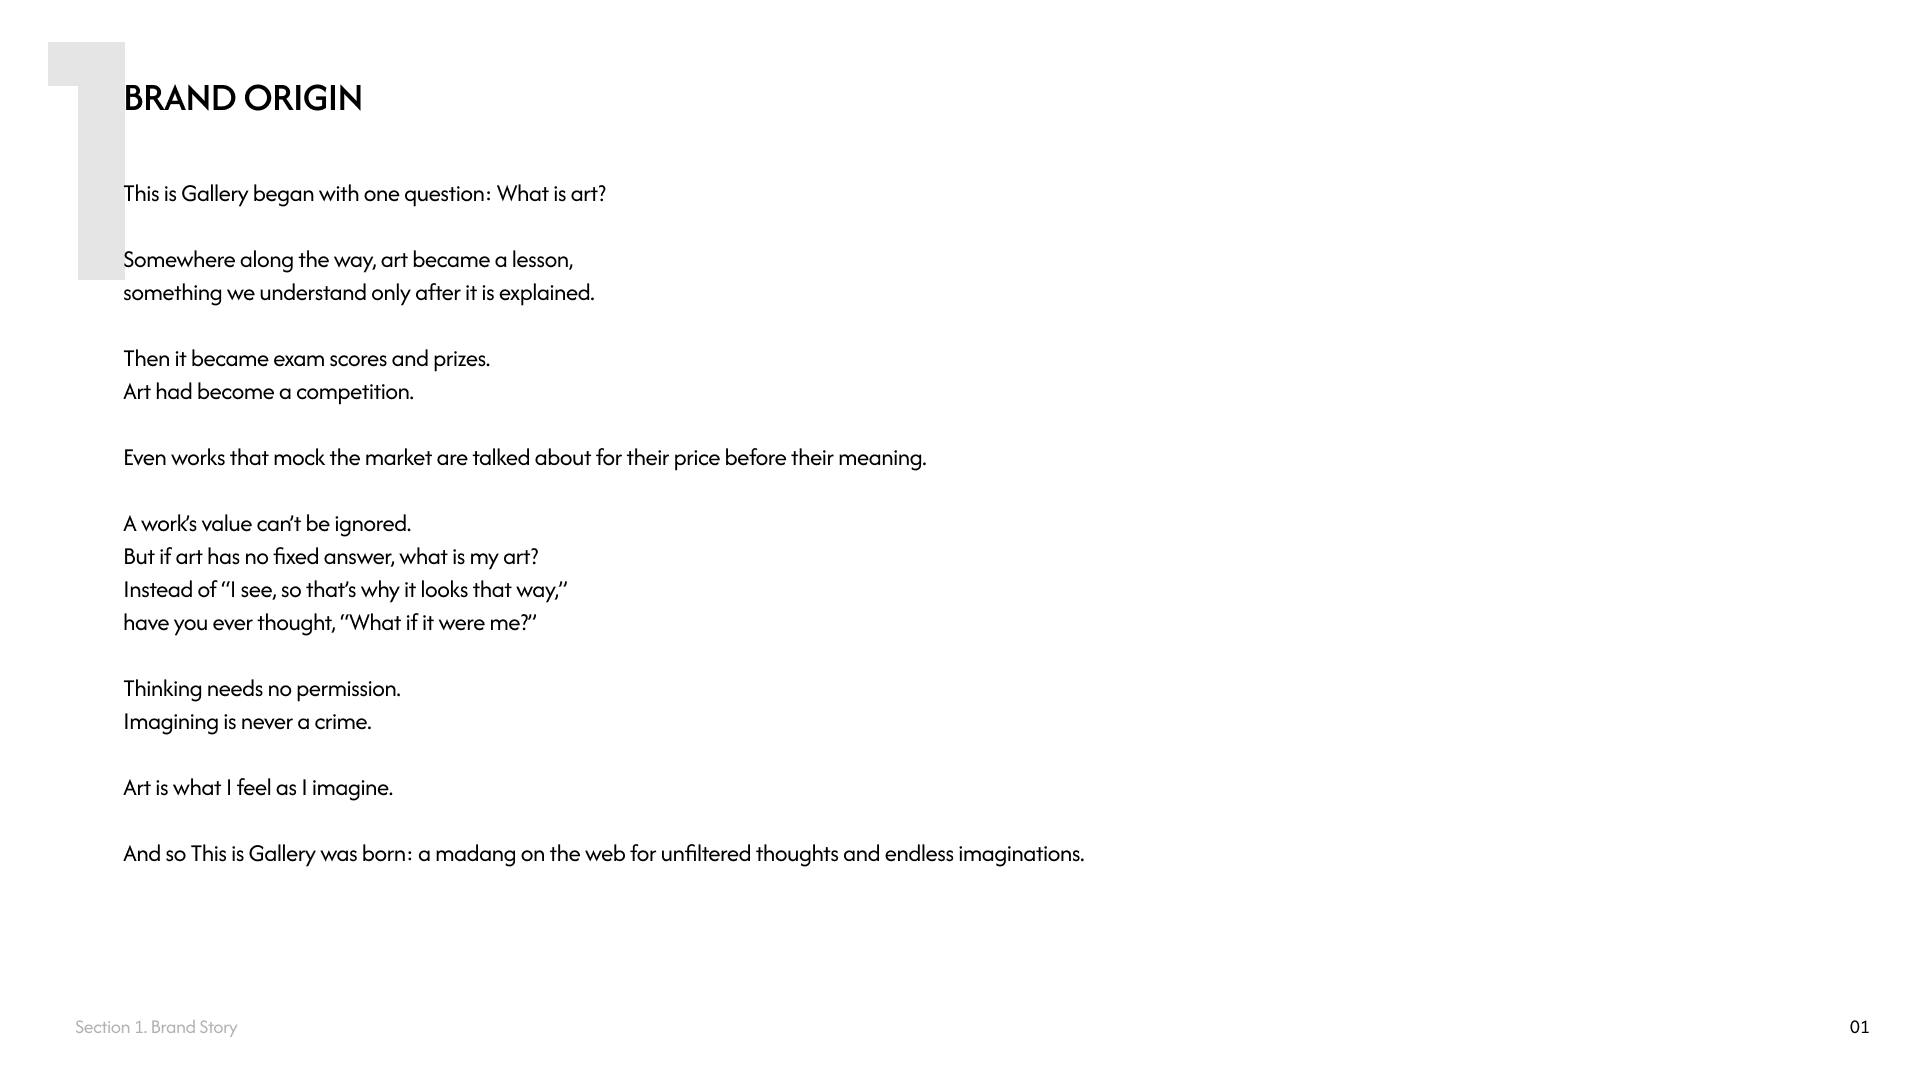 1
BRAND ORIGIN
This is Gallery began with one question: What is art?
Somewhere along the way, art became a lesson,
something we understand only after it is explained.
Then it became exam scores and prizes.
Art had become a competition.
Even works that mock the market are talked about for their price before their meaning.
A work’s value can’t be ignored.
But if art has no fixed answer, what is my art?
Instead of “I see, so that’s why it looks that way,”
have you ever thought, “What if it were me?”
Thinking needs no permission.
Imagining is never a crime.
Art is what I feel as I imagine.
And so This is Gallery was born: a madang on the web for unfiltered thoughts and endless imaginations.
Section 1. Brand Story
01